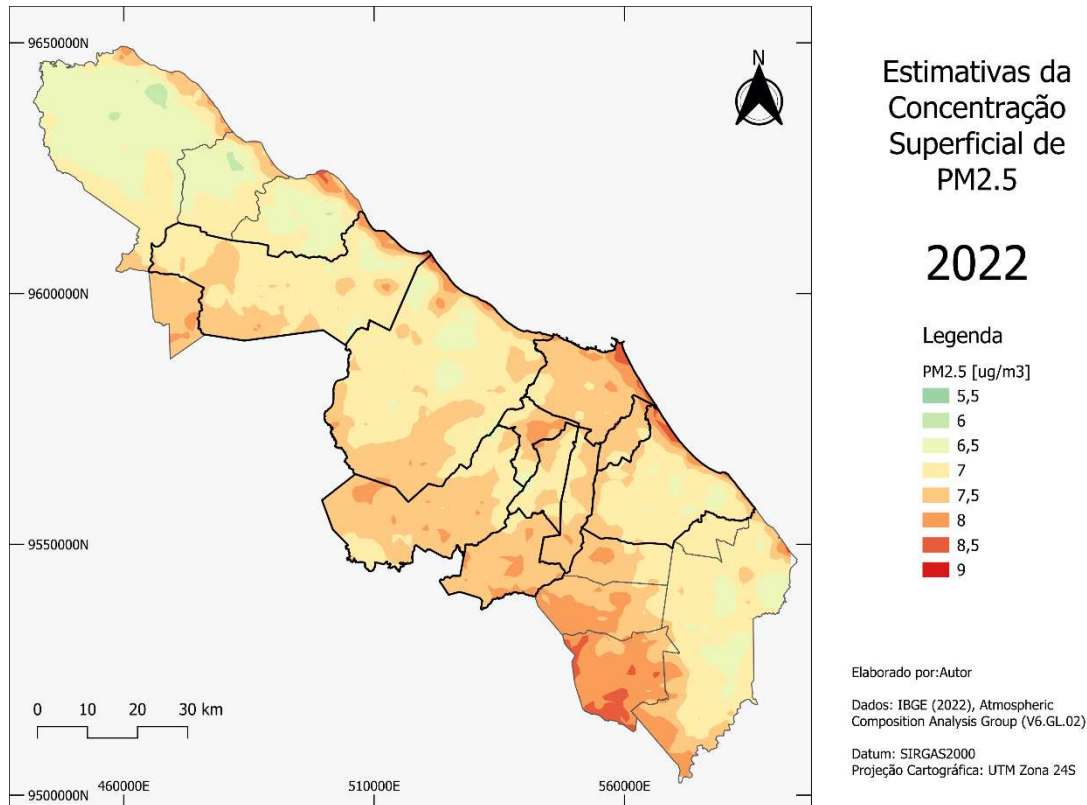 9650000N
9600000N
9550000N
9500000N
460000E
510000E
560000E
N
0 10 20 30 km
Estimativas da
Concentração
Superficial de
PM2.5
2022
Legenda
PM2.5 [ug/m3]
5,5
6
6,5
7
7,5
8
8,5
9
Elaborado por:Autor
Dados: IBGE (2022), Atmospheric
Composition Analysis Group (V6.GL.02)
Datum: SIRGAS2000
Projeção Cartográfica: UTM Zona 24S